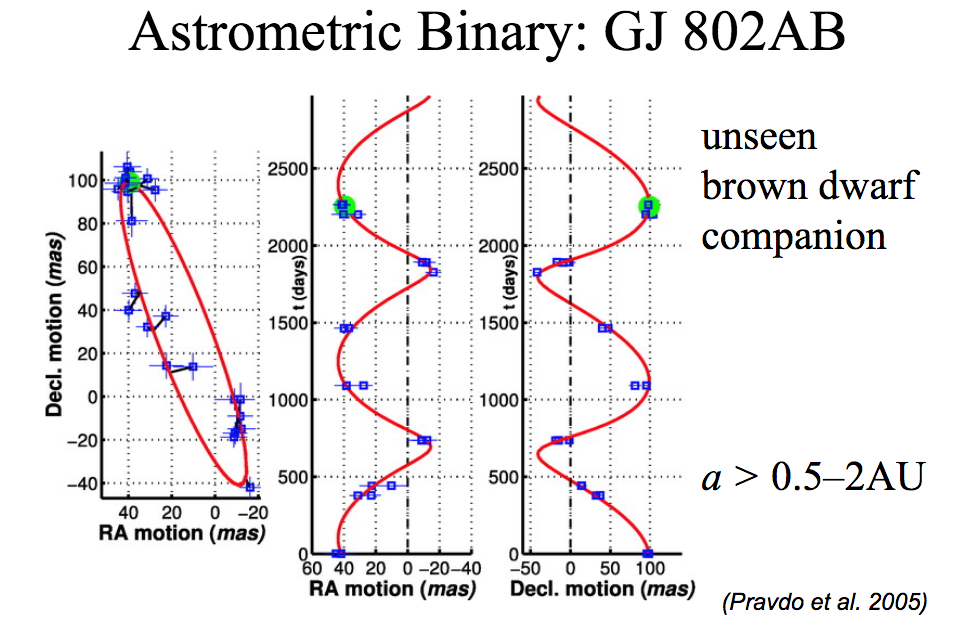 Astrometric Binary: GJ 802AB
unseen
brown dwarf
companion
a > 0.5–2AU
(Pravdo et al. 2005)
Decl. motion (mas)
100
80
60
40
20
0
−20
−40
40 20 0 −20
RA motion (mas)
t (days)
2500
2000
1500
1000
500
0
60 40 20 0 −20 −40
RA motion (mas)
t (days)
2500
2000
1500
1000
500
0
−50 0 50 100
Decl. motion (mas)